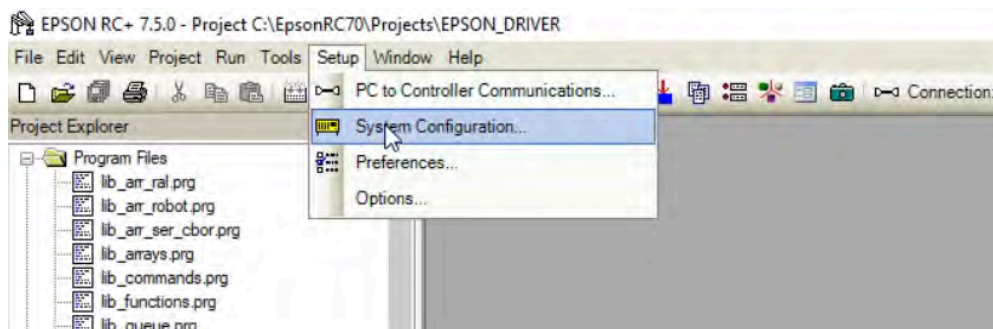 EPSON RC+ 7.5.0 - Project C:\EpsonRC70\Projects\EPSON_DRIVER
File Edit View Project Run Tools Setup Window Help
PC to Controller Communications...
Connection:
Project Explorer
System Configuration...
Program Files
Preferences...
lib_arr_ral.prg
lib_arr_robot.prg
Options...
lib_arr_ser_cbor.prg
lib_arrays.prg
lib_commands.prg
lib_functions.prg
lib_queue.prg